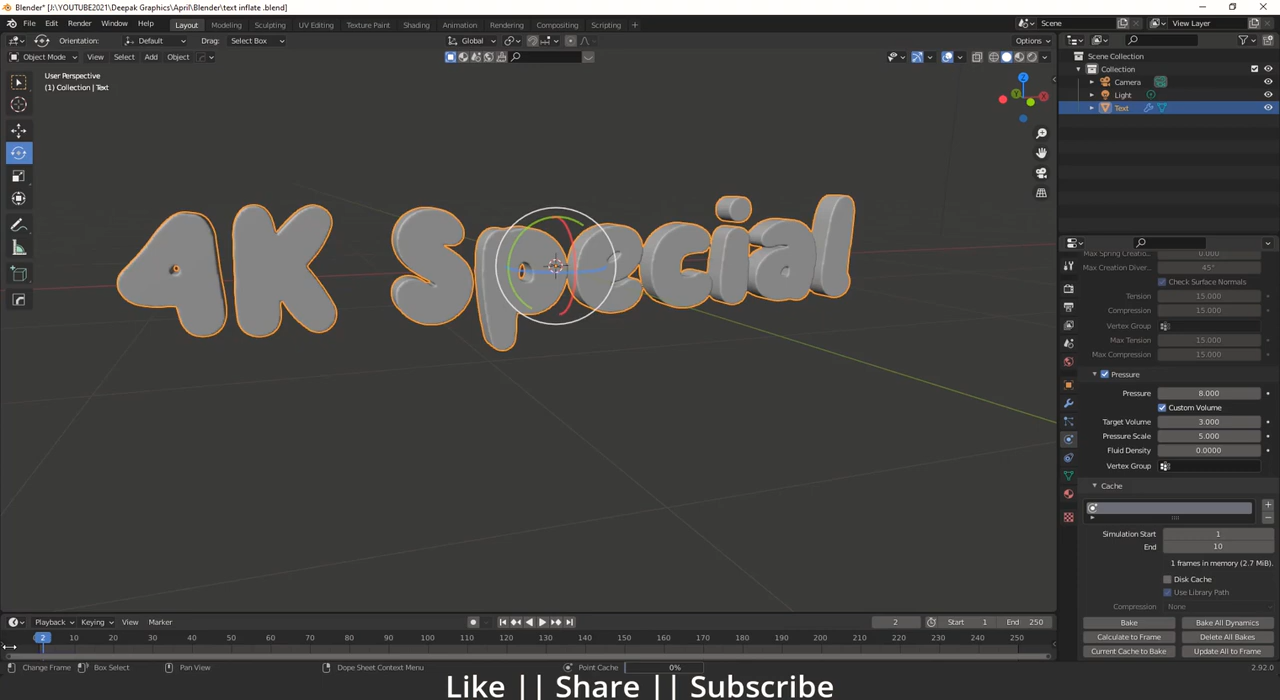 Blender* [J:\YOUTUBE2021\Deepak Graphics\April\Blender\text inflate .blend]
File Edit Render Window Help Layout Modeling Sculpting UV Editing Texture Paint Shading Animation Rendering Compositing Scripting + Scene View Layer
Orientation: Default Drag: Select Box Global Options
Object Mode View Select Add Object
User Perspective
(1) Collection | Text
Scene Collection
Collection
Camera
Light
Text
Z
Y
X
4K Special
Max Spring Creatio... 0.000
Max Creation Diver... 45°
Check Surface Normals
Tension 15.000
Compression 15.000
Vertex Group
Max Tension 15.000
Max Compression 15.000
Pressure
Pressure 8.000
Custom Volume
Target Volume 3.000
Pressure Scale 5.000
Fluid Density 0.0000
Vertex Group
Cache
Simulation Start 1
End 10
1 frames in memory (2.7 MiB).
Disk Cache
Use Library Path
Compression None
Bake Bake All Dynamics
Calculate to Frame Delete All Bakes
Current Cache to Bake Update All to Frame
Playback Keying View Marker 2 Start 1 End 250
2 10 20 30 40 50 60 70 80 90 100 110 120 130 140 150 160 170 180 190 200 210 220 230 240 250
Change Frame Box Select Pan View Dope Sheet Context Menu Point Cache 0% 2.92.0
Like || Share || Subscribe